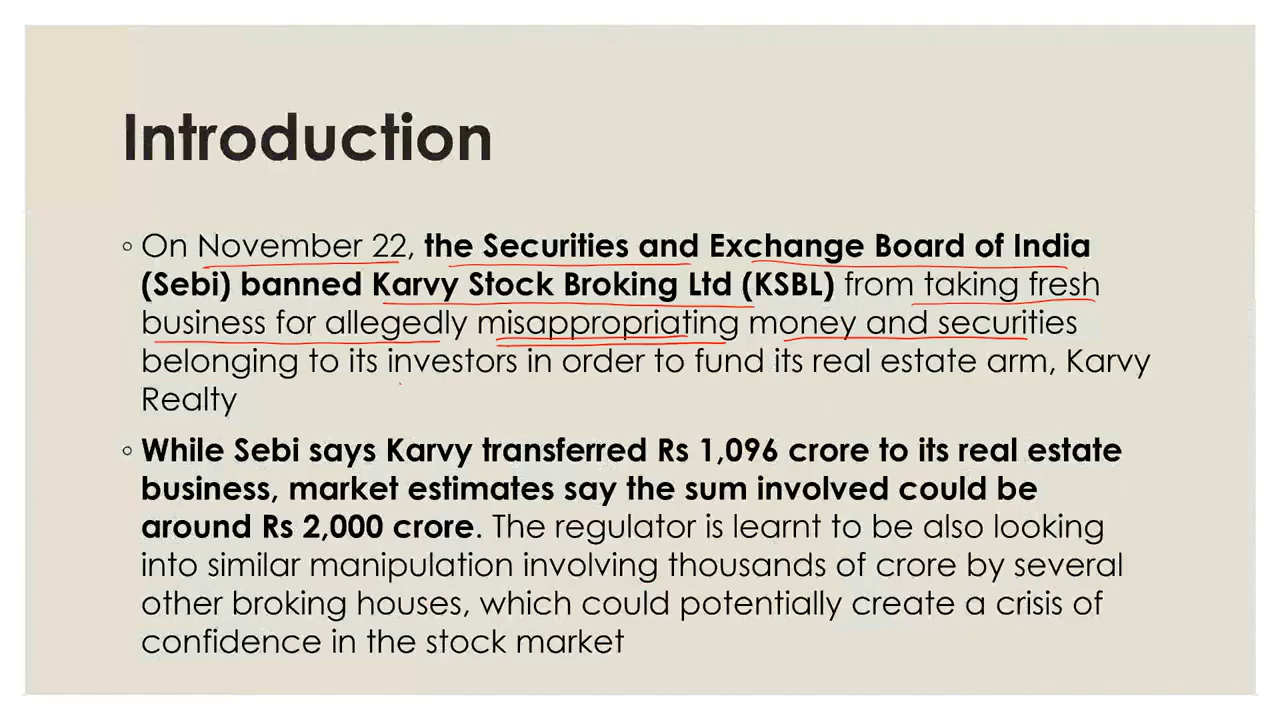 Introduction
◦ On November 22, the Securities and Exchange Board of India
(Sebi) banned Karvy Stock Broking Ltd (KSBL) from taking fresh
business for allegedly misappropriating money and securities
belonging to its investors in order to fund its real estate arm, Karvy
Realty
◦ While Sebi says Karvy transferred Rs 1,096 crore to its real estate
business, market estimates say the sum involved could be
around Rs 2,000 crore. The regulator is learnt to be also looking
into similar manipulation involving thousands of crore by several
other broking houses, which could potentially create a crisis of
confidence in the stock market